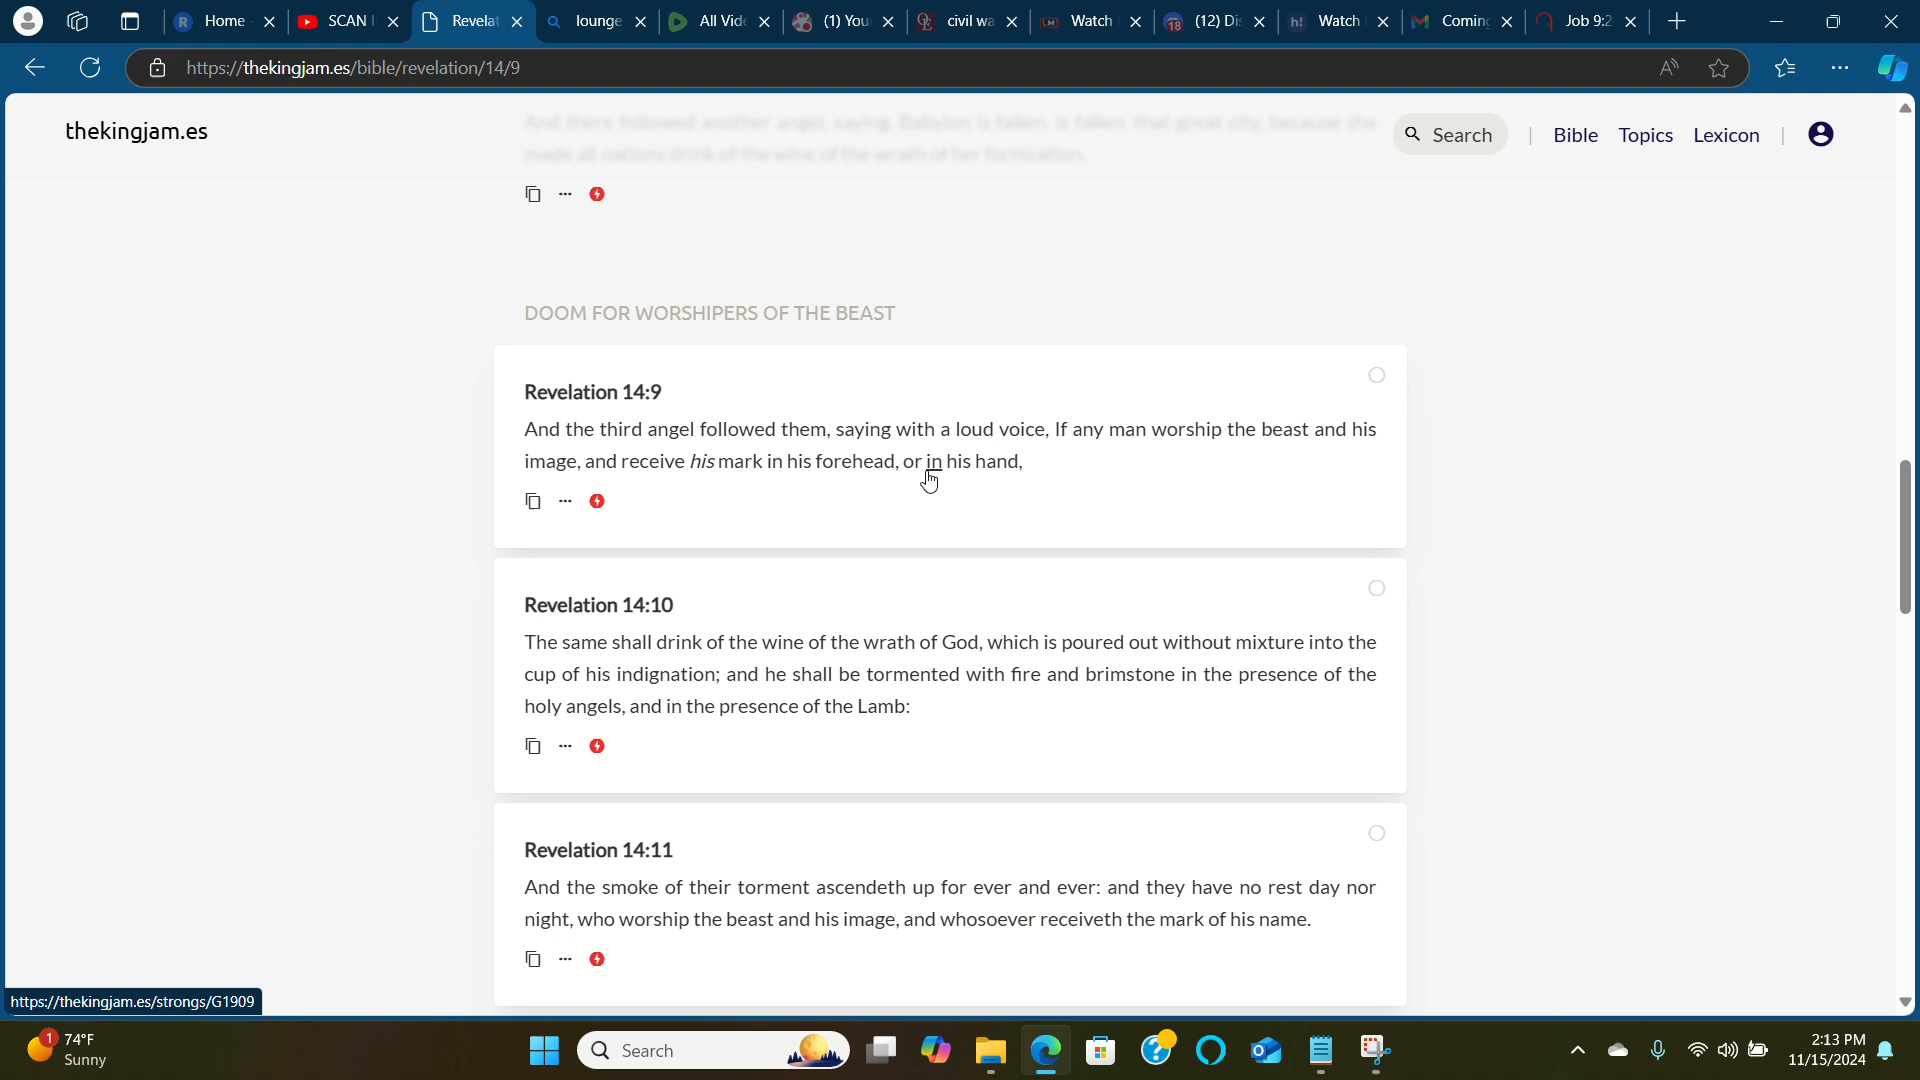 Home
SCAN
Revelat
lounge
All Vide
(1) You
civil wa
Watch
(12) Di
Watch
Coming
Job 9:2
https://thekingjam.es/bible/revelation/14/9
thekingjam.es
Search
Bible Topics Lexicon
And there followed another angel, saying, Babylon is fallen, is fallen, that great city, because she
made all nations drink of the wine of the wrath of her fornication.
DOOM FOR WORSHIPERS OF THE BEAST
Revelation 14:9
And the third angel followed them, saying with a loud voice, If any man worship the beast and his
image, and receive his mark in his forehead, or in his hand,
Revelation 14:10
The same shall drink of the wine of the wrath of God, which is poured out without mixture into the
cup of his indignation; and he shall be tormented with fire and brimstone in the presence of the
holy angels, and in the presence of the Lamb:
Revelation 14:11
And the smoke of their torment ascendeth up for ever and ever: and they have no rest day nor
night, who worship the beast and his image, and whosoever receiveth the mark of his name.
https://thekingjam.es/strongs/G1909
1
74°F
Sunny
Search
2:13 PM
11/15/2024